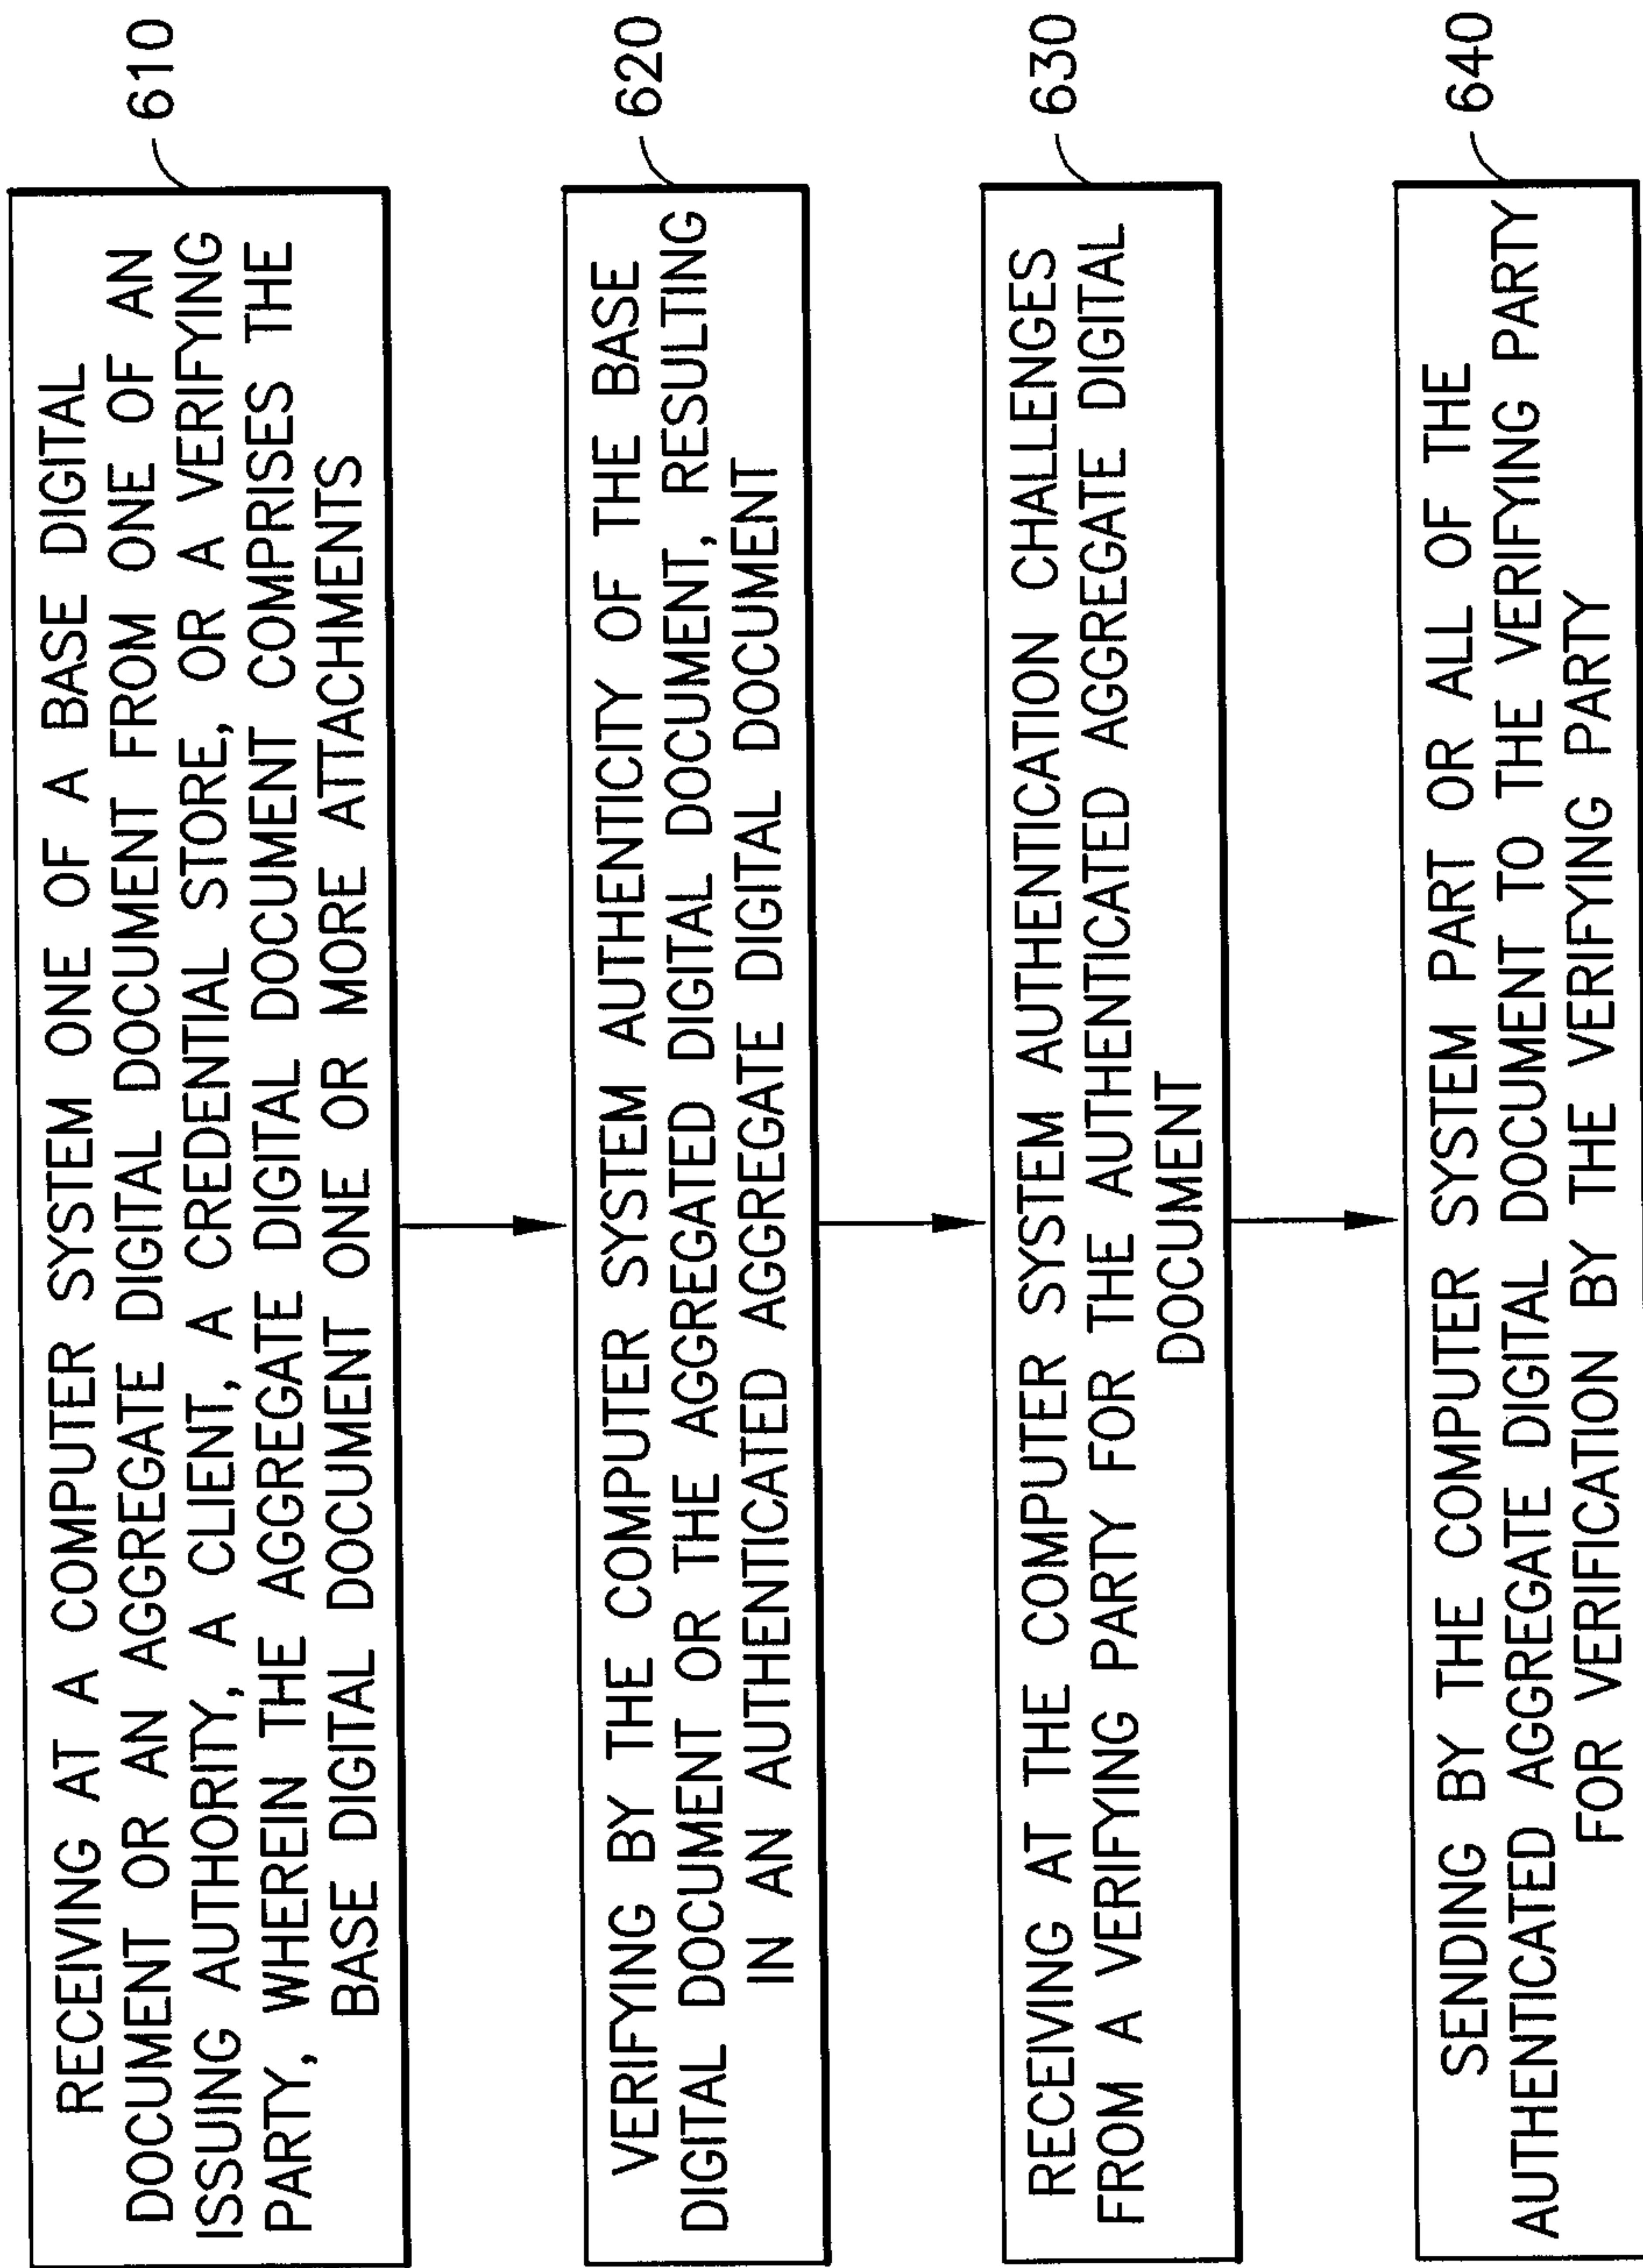 RECEIVING AT A COMPUTER SYSTEM ONE OF A BASE DIGITAL
DOCUMENT OR AN AGGREGATE DIGITAL DOCUMENT FROM ONE OF AN
ISSUING AUTHORITY, A CLIENT, A CREDENTIAL STORE, OR A VERIFYING
PARTY, WHEREIN THE AGGREGATE DIGITAL DOCUMENT COMPRISES THE
BASE DIGITAL DOCUMENT ONE OR MORE ATTACHMENTS
610
VERIFYING BY THE COMPUTER SYSTEM AUTHENTICITY OF THE BASE
DIGITAL DOCUMENT OR THE AGGREGATED DIGITAL DOCUMENT, RESULTING
IN AN AUTHENTICATED AGGREGATE DIGITAL DOCUMENT
620
RECEIVING AT THE COMPUTER SYSTEM AUTHENTICATION CHALLENGES
FROM A VERIFYING PARTY FOR THE AUTHENTICATED AGGREGATE DIGITAL
DOCUMENT
630
SENDING BY THE COMPUTER SYSTEM PART OR ALL OF THE
AUTHENTICATED AGGREGATE DIGITAL DOCUMENT TO THE VERIFYING PARTY
FOR VERIFICATION BY THE VERIFYING PARTY
640